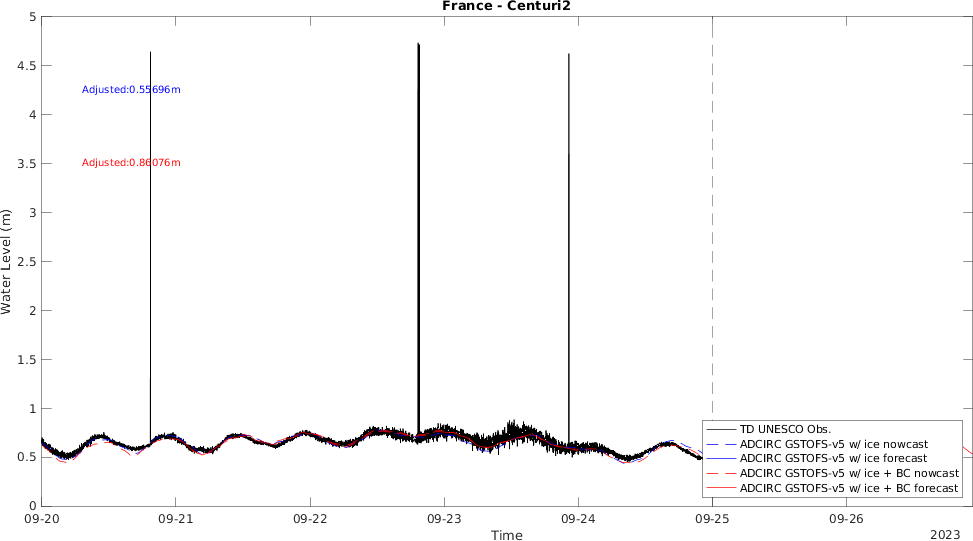 France - Centuri2
5
4.5
4
3.5
3
2.5
2
1.5
1
0.5
0
Water Level (m)
Adjusted:0.55696m
Adjusted:0.86076m
TD UNESCO Obs.
ADCIRC GSTOFS-v5 w/ ice nowcast
ADCIRC GSTOFS-v5 w/ ice forecast
ADCIRC GSTOFS-v5 w/ ice + BC nowcast
ADCIRC GSTOFS-v5 w/ ice + BC forecast
09-20 09-21 09-22 09-23 09-24 09-25 09-26
Time
2023